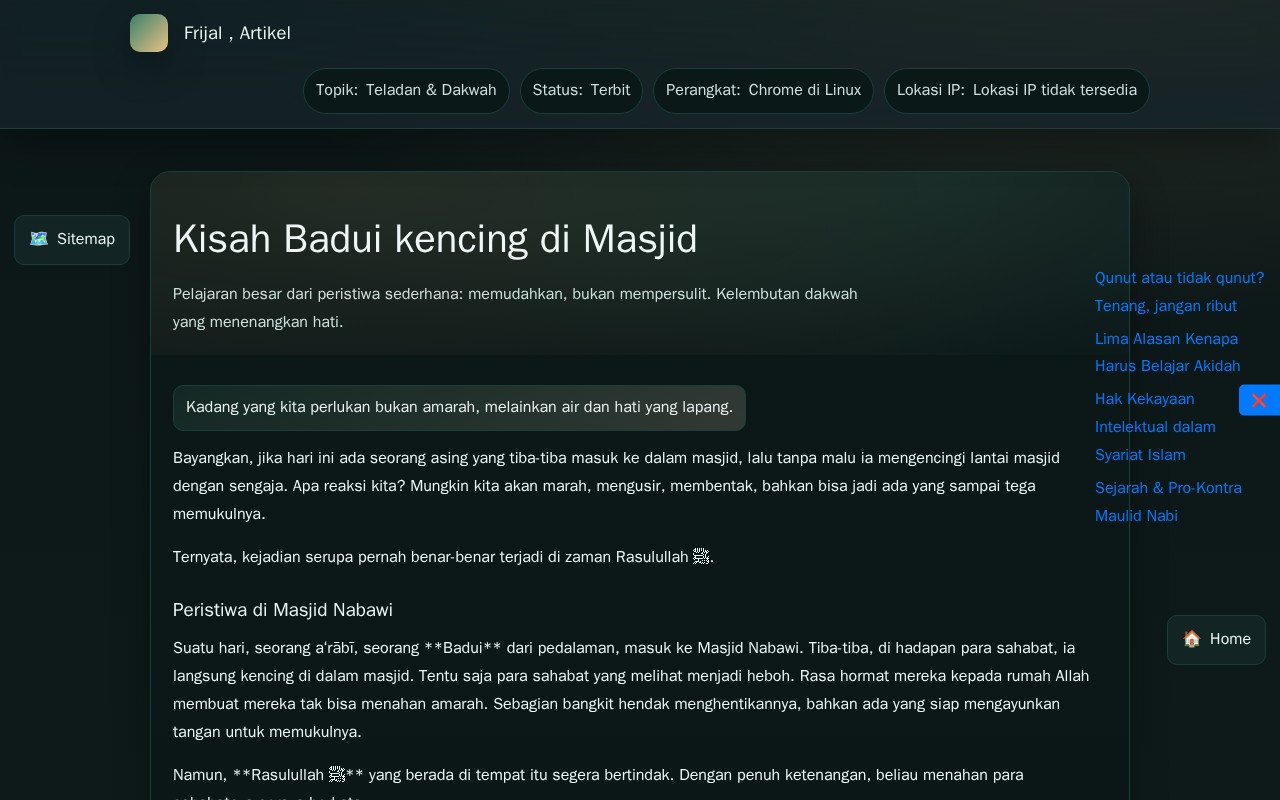 Frijal , Artikel
Topik: Teladan & Dakwah
Status: Terbit
Perangkat: Chrome di Linux
Lokasi IP: Lokasi IP tidak tersedia
🗺️ Sitemap
Kisah Badui kencing di Masjid
Pelajaran besar dari peristiwa sederhana: memudahkan, bukan mempersulit. Kelembutan dakwah
yang menenangkan hati.
Kadang yang kita perlukan bukan amarah, melainkan air dan hati yang lapang.
Bayangkan, jika hari ini ada seorang asing yang tiba-tiba masuk ke dalam masjid, lalu tanpa malu ia mengencingi lantai masjid
dengan sengaja. Apa reaksi kita? Mungkin kita akan marah, mengusir, membentak, bahkan bisa jadi ada yang sampai tega
memukulnya.
Ternyata, kejadian serupa pernah benar-benar terjadi di zaman Rasulullah ﷺ.
Peristiwa di Masjid Nabawi
Suatu hari, seorang a‘rābī, seorang **Badui** dari pedalaman, masuk ke Masjid Nabawi. Tiba-tiba, di hadapan para sahabat, ia
langsung kencing di dalam masjid. Tentu saja para sahabat yang melihat menjadi heboh. Rasa hormat mereka kepada rumah Allah
membuat mereka tak bisa menahan amarah. Sebagian bangkit hendak menghentikannya, bahkan ada yang siap mengayunkan
tangan untuk memukulnya.
Namun, **Rasulullah ﷺ** yang berada di tempat itu segera bertindak. Dengan penuh ketenangan, beliau menahan para
Qunut atau tidak qunut?
Tenang, jangan ribut
Lima Alasan Kenapa
Harus Belajar Akidah
Hak Kekayaan
Intelektual dalam
Syariat Islam
Sejarah & Pro-Kontra
Maulid Nabi
❌
🏠 Home